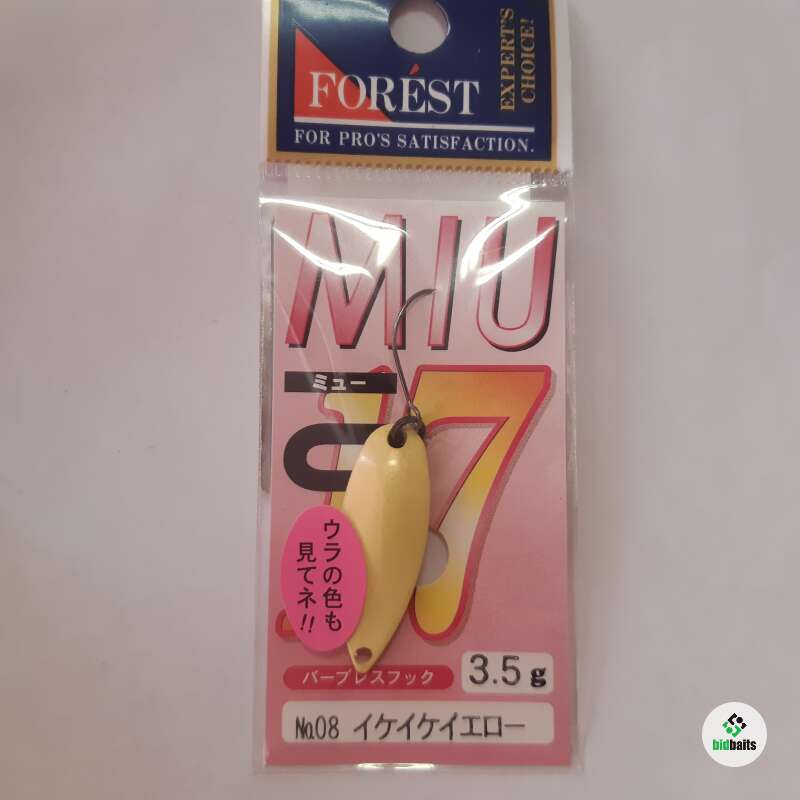 FORÉST
EXPERT'S
CHOICE!
FOR PRO'S SATISFACTION.
MIU
ミュー
17
ウラの色も
見てネ!!
バーブレスフック
3.5g
No.08 イケイケイエロー
bidbaits